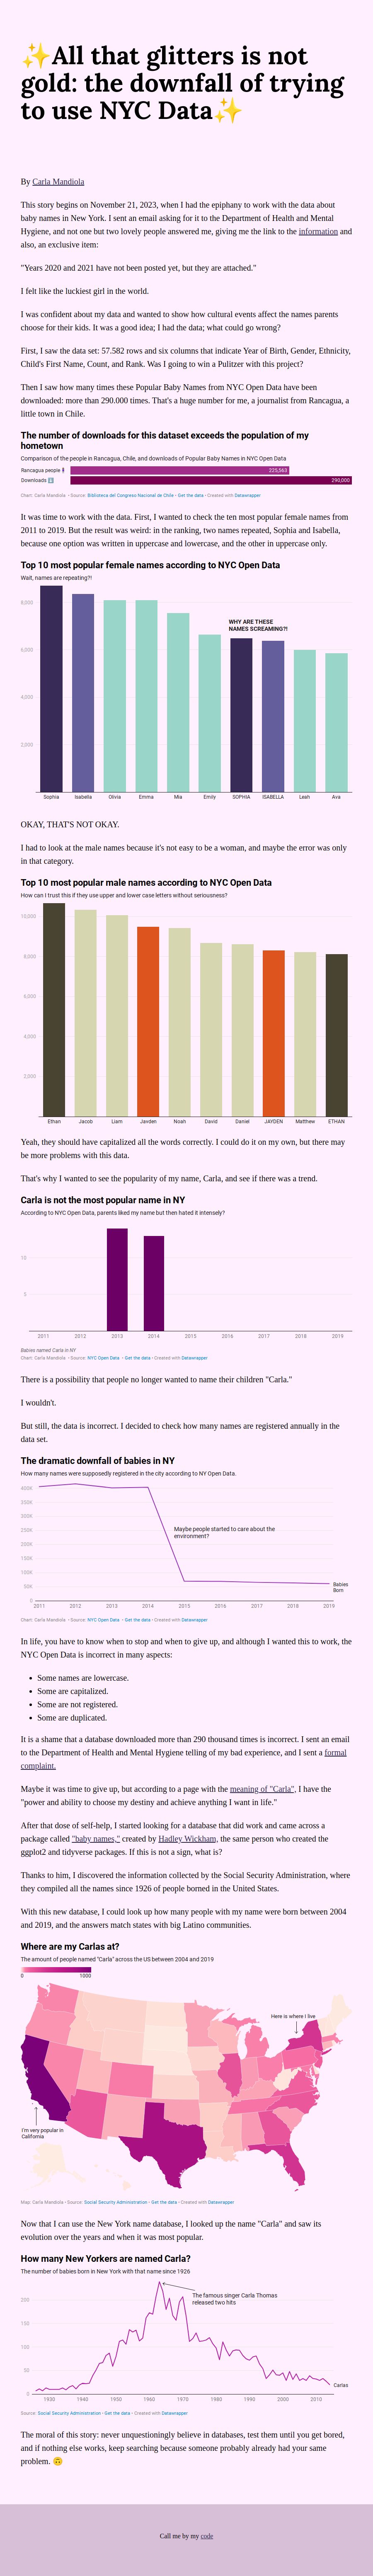 ✨All that glitters is not
gold: the downfall of trying
to use NYC Data✨
By Carla Mandiola
This story begins on November 21, 2023, when I had the epiphany to work with the data about
baby names in New York. I sent an email asking for it to the Department of Health and Mental
Hygiene, and not one but two lovely people answered me, giving me the link to the information and
also, an exclusive item:
"Years 2020 and 2021 have not been posted yet, but they are attached."
I felt like the luckiest girl in the world.
I was confident about my data and wanted to show how cultural events affect the names parents
choose for their kids. It was a good idea; I had the data; what could go wrong?
First, I saw the data set: 57.582 rows and six columns that indicate Year of Birth, Gender, Ethnicity,
Child's First Name, Count, and Rank. Was I going to win a Pulitzer with this project?
Then I saw how many times these Popular Baby Names from NYC Open Data have been
downloaded: more than 290.000 times. That's a huge number for me, a journalist from Rancagua, a
little town in Chile.
The number of downloads for this dataset exceeds the population of my
hometown
Comparison of the people in Rancagua, Chile, and downloads of Popular Baby Names in NYC Open Data
Rancagua people 225,563
Downloads ⬇️ 290,000
Chart: Carla Mandiola • Source: Biblioteca del Congreso Nacional de Chile • Get the data • Created with Datawrapper
It was time to work with the data. First, I wanted to check the ten most popular female names from
2011 to 2019. But the result was weird: in the ranking, two names repeated, Sophia and Isabella,
because one option was written in uppercase and lowercase, and the other in uppercase only.
Top 10 most popular female names according to NYC Open Data
Wait, names are repeating?!
8,000
WHY ARE THESE
NAMES SCREAMING?!
6,000
4,000
2,000
Sophia Isabella Olivia Emma Mia Emily SOPHIA ISABELLA Leah Ava
OKAY, THAT'S NOT OKAY.
I had to look at the male names because it's not easy to be a woman, and maybe the error was only
in that category.
Top 10 most popular male names according to NYC Open Data
How can I trust this if they use upper and lower case letters without seriousness?
10,000
8,000
6,000
4,000
2,000
Ethan Jacob Liam Jayden Noah David Daniel JAYDEN Matthew ETHAN
Yeah, they should have capitalized all the words correctly. I could do it on my own, but there may
be more problems with this data.
That's why I wanted to see the popularity of my name, Carla, and see if there was a trend.
Carla is not the most popular name in NY
According to NYC Open Data, parents liked my name but then hated it intensely?
10
5
2011 2012 2013 2014 2015 2016 2017 2018 2019
Babies named Carla in NY
Chart: Carla Mandiola • Source: NYC Open Data • Get the data • Created with Datawrapper
There is a possibility that people no longer wanted to name their children "Carla."
I wouldn't.
But still, the data is incorrect. I decided to check how many names are registered annually in the
data set.
The dramatic downfall of babies in NY
How many names were supposedly registered in the city according to NY Open Data.
400K
350K
300K
Maybe people started to care about the
environment?
250K
200K
150K
100K
50K
Babies
Born
0
2011 2012 2013 2014 2015 2016 2017 2018 2019
Chart: Carla Mandiola • Source: NYC Open Data • Get the data • Created with Datawrapper
In life, you have to know when to stop and when to give up, and although I wanted this to work, the
NYC Open Data is incorrect in many aspects:
• Some names are lowercase.
• Some are capitalized.
• Some are not registered.
• Some are duplicated.
It is a shame that a database downloaded more than 290 thousand times is incorrect. I sent an email
to the Department of Health and Mental Hygiene telling of my bad experience, and I sent a formal
complaint.
Maybe it was time to give up, but according to a page with the meaning of "Carla", I have the
"power and ability to choose my destiny and achieve anything I want in life."
After that dose of self-help, I started looking for a database that did work and came across a
package called "baby names," created by Hadley Wickham, the same person who created the
ggplot2 and tidyverse packages. If this is not a sign, what is?
Thanks to him, I discovered the information collected by the Social Security Administration, where
they compiled all the names since 1926 of people borned in the United States.
With this new database, I could look up how many people with my name were born between 2004
and 2019, and the answers match states with big Latino communities.
Where are my Carlas at?
The amount of people named "Carla" across the US between 2004 and 2019
0 1000
Here is where I live
I'm very popular in
California
Map: Carla Mandiola • Source: Social Security Administration • Get the data • Created with Datawrapper
Now that I can use the New York name database, I looked up the name "Carla" and saw its
evolution over the years and when it was most popular.
How many New Yorkers are named Carla?
The number of babies born in New York with that name since 1926
The famous singer Carla Thomas
released two hits
200
150
100
50
Carlas
0
1930 1940 1950 1960 1970 1980 1990 2000 2010
Source: Social Security Administration • Get the data • Created with Datawrapper
The moral of this story: never unquestioningly believe in databases, test them until you get bored,
and if nothing else works, keep searching because someone probably already had your same
problem. 🙃
Call me by my code